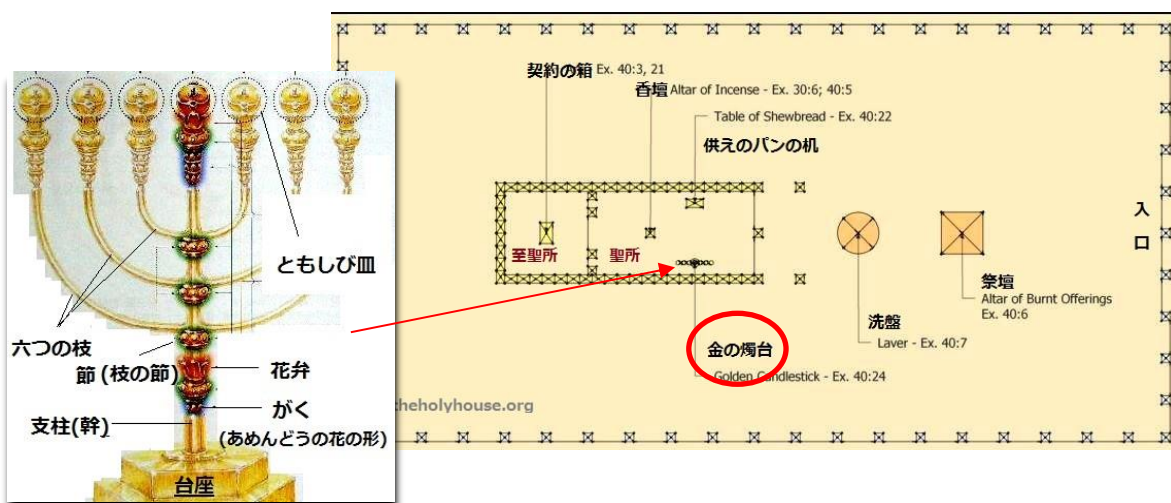 契約の箱 Ex. 40:3, 21
香壇 Altar of Incense - Ex. 30:6; 40:5
Table of Shewbread - Ex. 40:22
供えのパンの机
至聖所
聖所
入口
祭壇
Altar of Burnt Offerings
Ex. 40:6
洗盤
Laver - Ex. 40:7
金の燭台
Golden Candlestick - Ex. 40:24
theholyhouse.org
ともしび皿
六つの枝
節(枝の節)
花弁
がく
(あめんどうの花の形)
支柱(幹)
台座